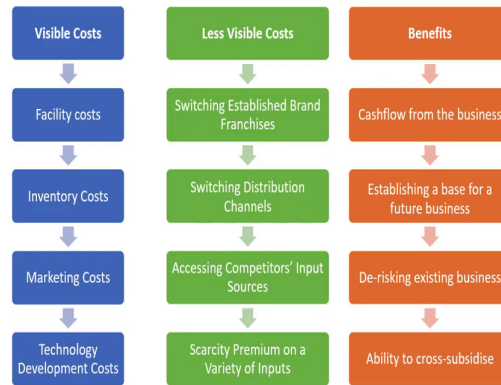 Visible Costs
Facility costs
Inventory Costs
Marketing Costs
Technology
Development Costs
Less Visible Costs
Switching Established Brand
Franchises
Switching Distribution
Channels
Accessing Competitors' Input
Sources
Scarcity Premium on a
Variety of Inputs
Benefits
Cashflow from the business
Establishing a base for a
future business
De-risking existing business
Ability to cross-subsidise